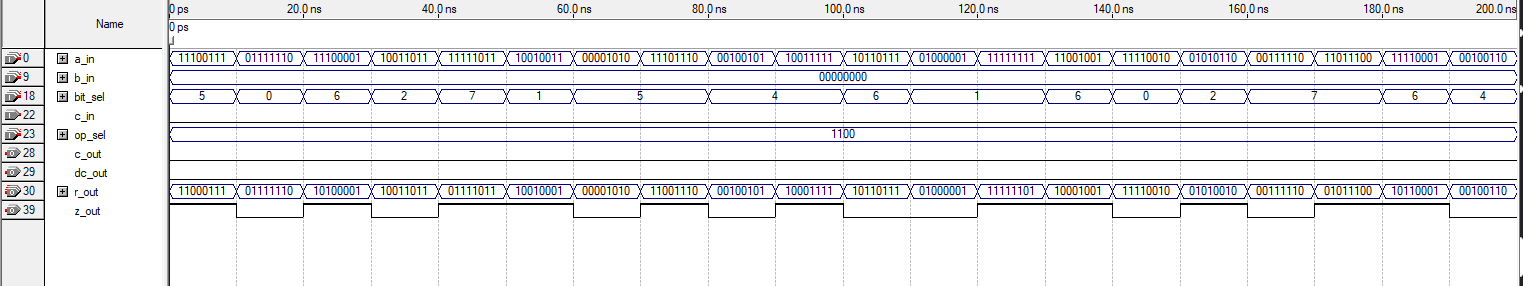 Name 0 ps 20.0 ns 40.0 ns 60.0 ns 80.0 ns 100.0 ns 120.0 ns 140.0 ns 160.0 ns 180.0 ns 200.0 ns
0 ps
0 a_in 11100111 01111110 11100001 10011011 11111011 10010011 00001010 11101110 00100101 10011111 10110111 01000001 11111111 11001001 11110010 01010110 00111110 11011100 11110001 00100110
9 b_in 00000000
18 bit_sel 5 0 6 2 7 1 5 4 6 1 6 0 2 7 6 4
22 c_in
23 op_sel 1100
28 c_out
29 dc_out
30 r_out 11000111 01111110 10100001 10011011 01111011 10010001 00001010 11001110 00100101 10001111 10110111 01000001 11111101 10001001 11110010 01010010 00111110 01011100 10110001 00100110
39 z_out